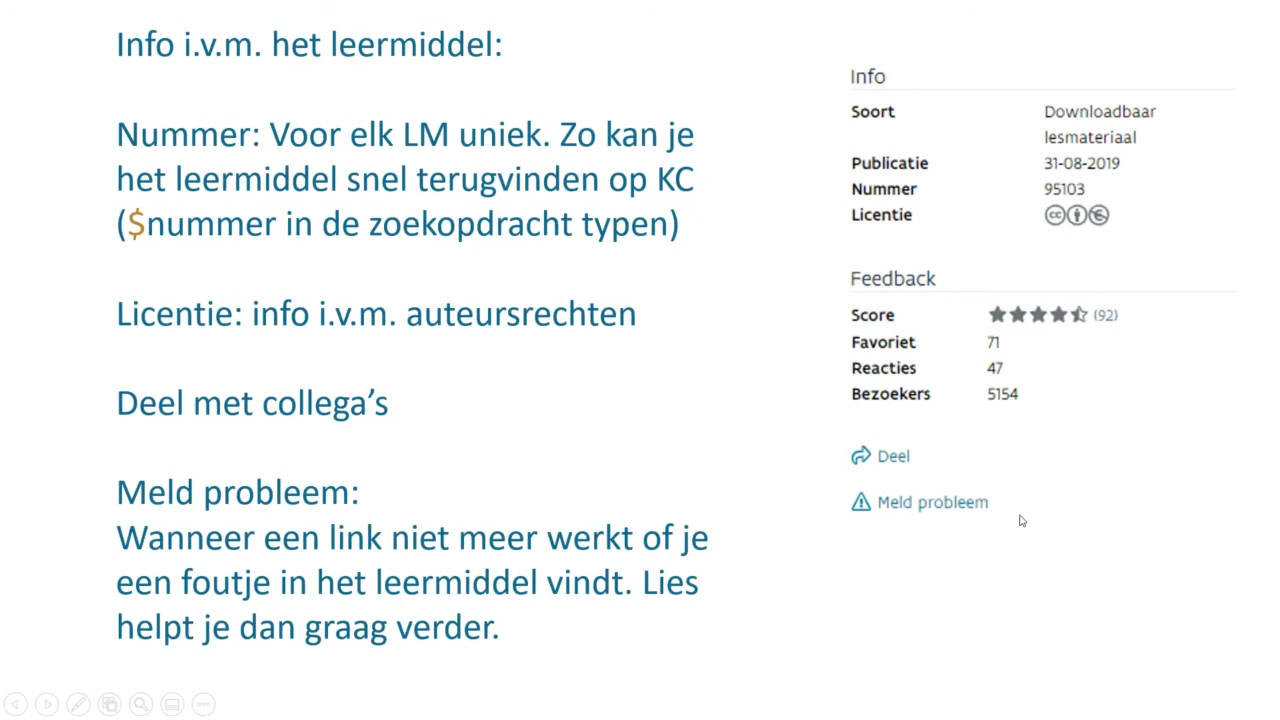 Info i.v.m. het leermiddel:
Nummer: Voor elk LM uniek. Zo kan je
het leermiddel snel terugvinden op KC
($nummer in de zoekopdracht typen)
Licentie: info i.v.m. auteursrechten
Deel met collega’s
Meld probleem:
Wanneer een link niet meer werkt of je
een foutje in het leermiddel vindt. Lies
helpt je dan graag verder.
Info
Soort Downloadbaar
lesmateriaal
Publicatie 31-08-2019
Nummer 95103
Licentie cc
Feedback
Score (92)
Favoriet 71
Reacties 47
Bezoekers 5154
Deel
Meld probleem